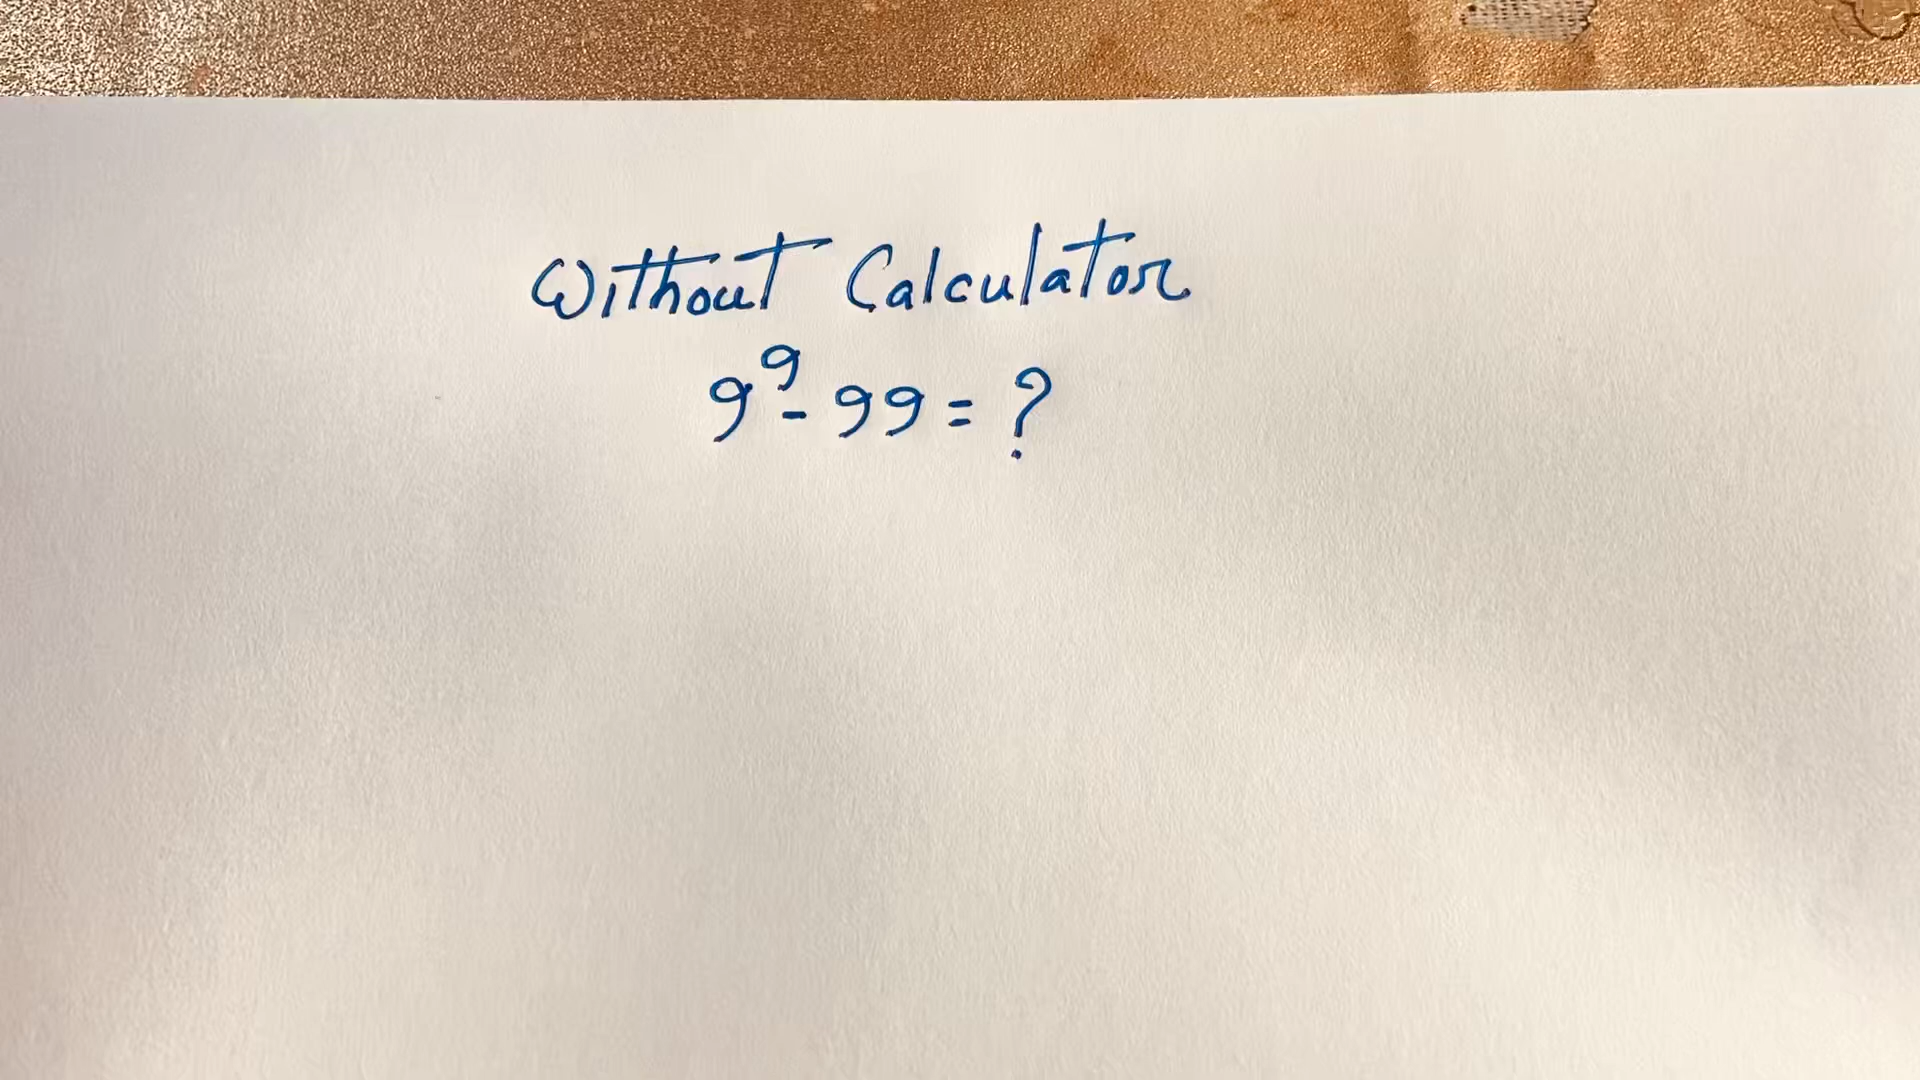 Without Calculator
9⁹ - 99 = ?